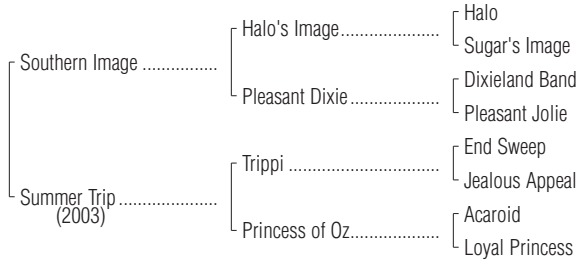 Halo
Halo's Image....................
Sugar's Image
Southern Image ................
Dixieland Band
Pleasant Dixie ..................
Pleasant Jolie
End Sweep
Trippi ................................
Jealous Appeal
Summer Trip.....................
(2003)
Acaroid
Princess of Oz..................
Loyal Princess